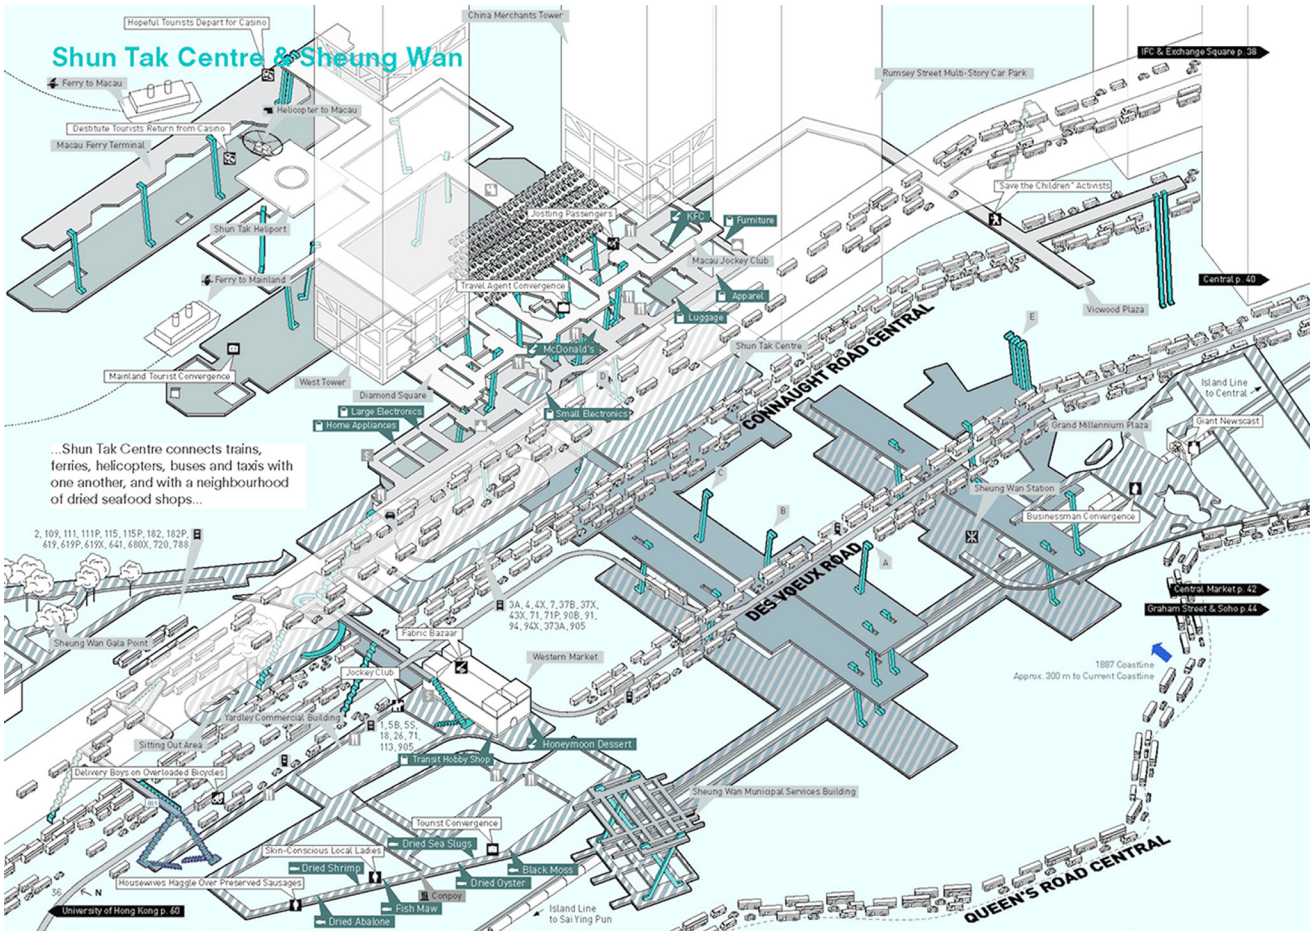 Hopeful Tourists Depart for Casino
China Merchants Tower
Shun Tak Centre & Sheung Wan
IFC & Exchange Square p. 38
Rumsey Street Multi-Story Car Park
Ferry to Macau
Helicopter to Macau
Destitute Tourists Return from Casino
Macau Ferry Terminal
"Save the Children" Activists
Jostling Passengers
KFC
Furniture
Shun Tak Heliport
Macau Jockey Club
Ferry to Mainland
Travel Agent Convergence
Apparel
Central p. 40
Vicwood Plaza
Luggage
E
McDonald's
Shun Tak Centre
CONNAUGHT ROAD CENTRAL
Mainland Tourist Convergence
West Tower
D
Island Line
to Central
Diamond Square
Large Electronics
Small Electronics
Home Appliances
Grand Millennium Plaza
Giant Newscast
...Shun Tak Centre connects trains,
ferries, helicopters, buses and taxis with
one another, and with a neighbourhood
of dried seafood shops...
C
Sheung Wan Station
B
Businessman Convergence
2, 109, 111, 111P, 115, 115P, 182, 182P,
619, 619P, 619X, 641, 680X, 720, 788
A
DES VOEUX ROAD
Central Market p. 42
Graham Street & Soho p.44
3A, 4, 4X, 7, 37B, 37X,
43X, 71, 71P, 90B, 91,
94, 94X, 373A, 905
Fabric Bazaar
Sheung Wan Gala Point
Western Market
1887 Coastline
Approx. 300 m to Current Coastline
Jockey Club
Yardley Commercial Building
1, 5B, 5S,
18, 26, 71,
113, 905
Sitting Out Area
Honeymoon Dessert
Transit Hobby Shop
Delivery Boys on Overloaded Bicycles
001
Sheung Wan Municipal Services Building
Tourist Convergence
Skin-Conscious Local Ladies
Dried Sea Slugs
Dried Shrimp
Black Moss
Dried Oyster
Housewives Haggle Over Preserved Sausages
Conpoy
36
N
University of Hong Kong p. 60
Fish Maw
Dried Abalone
Island Line
to Sai Ying Pun
QUEEN'S ROAD CENTRAL